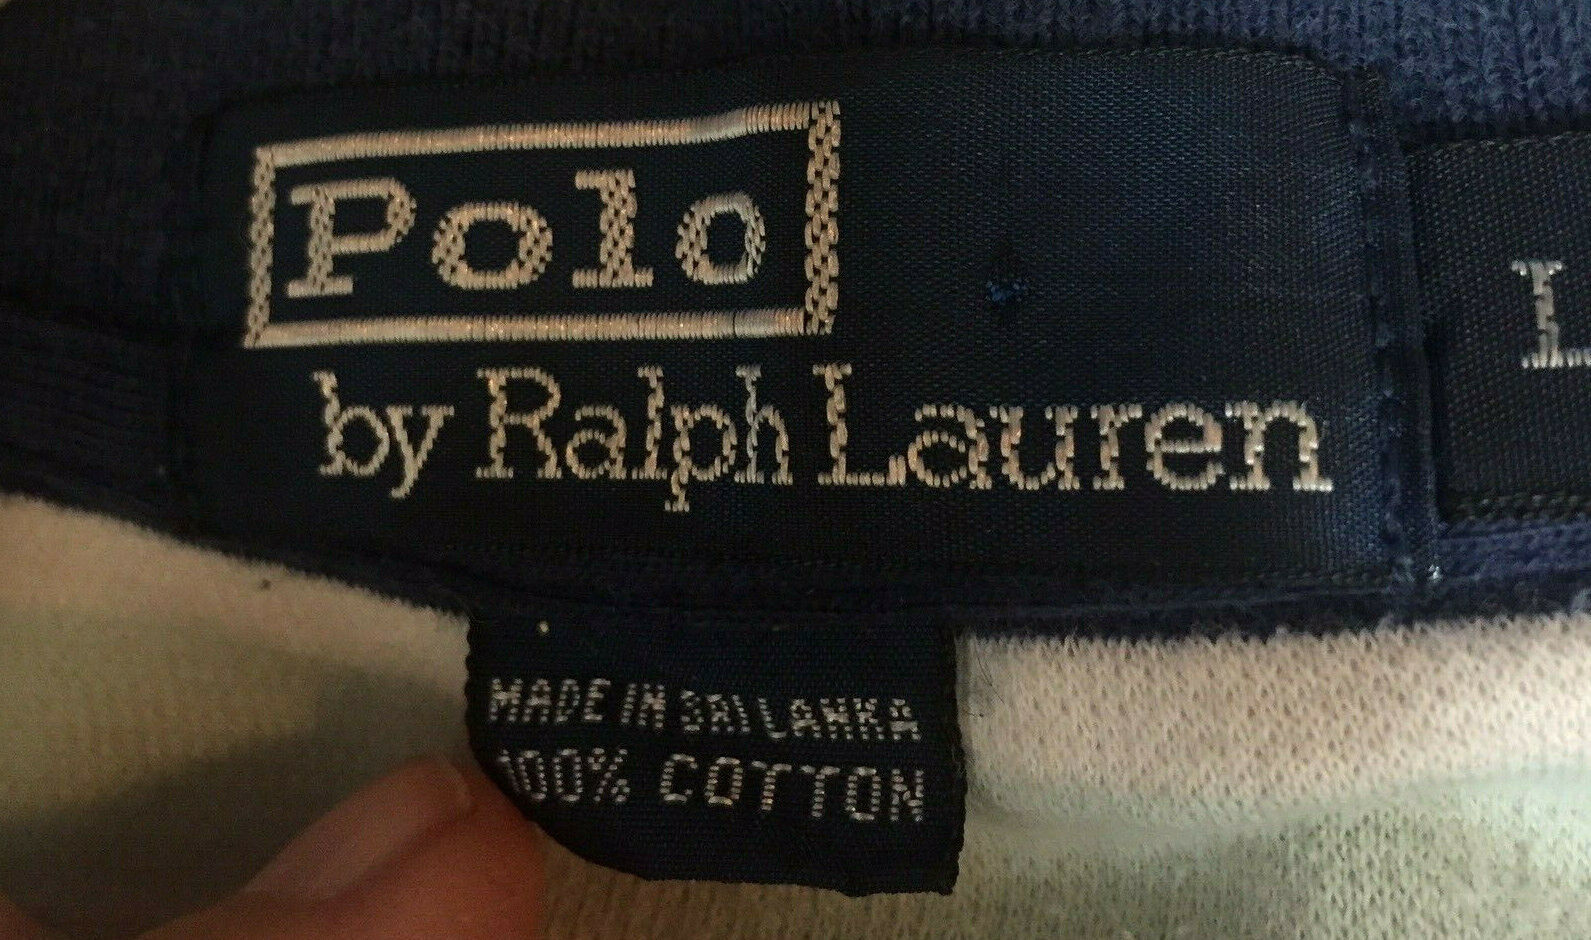 Polo
by Ralph Lauren
L
MADE IN SRI LANKA
100% COTTON